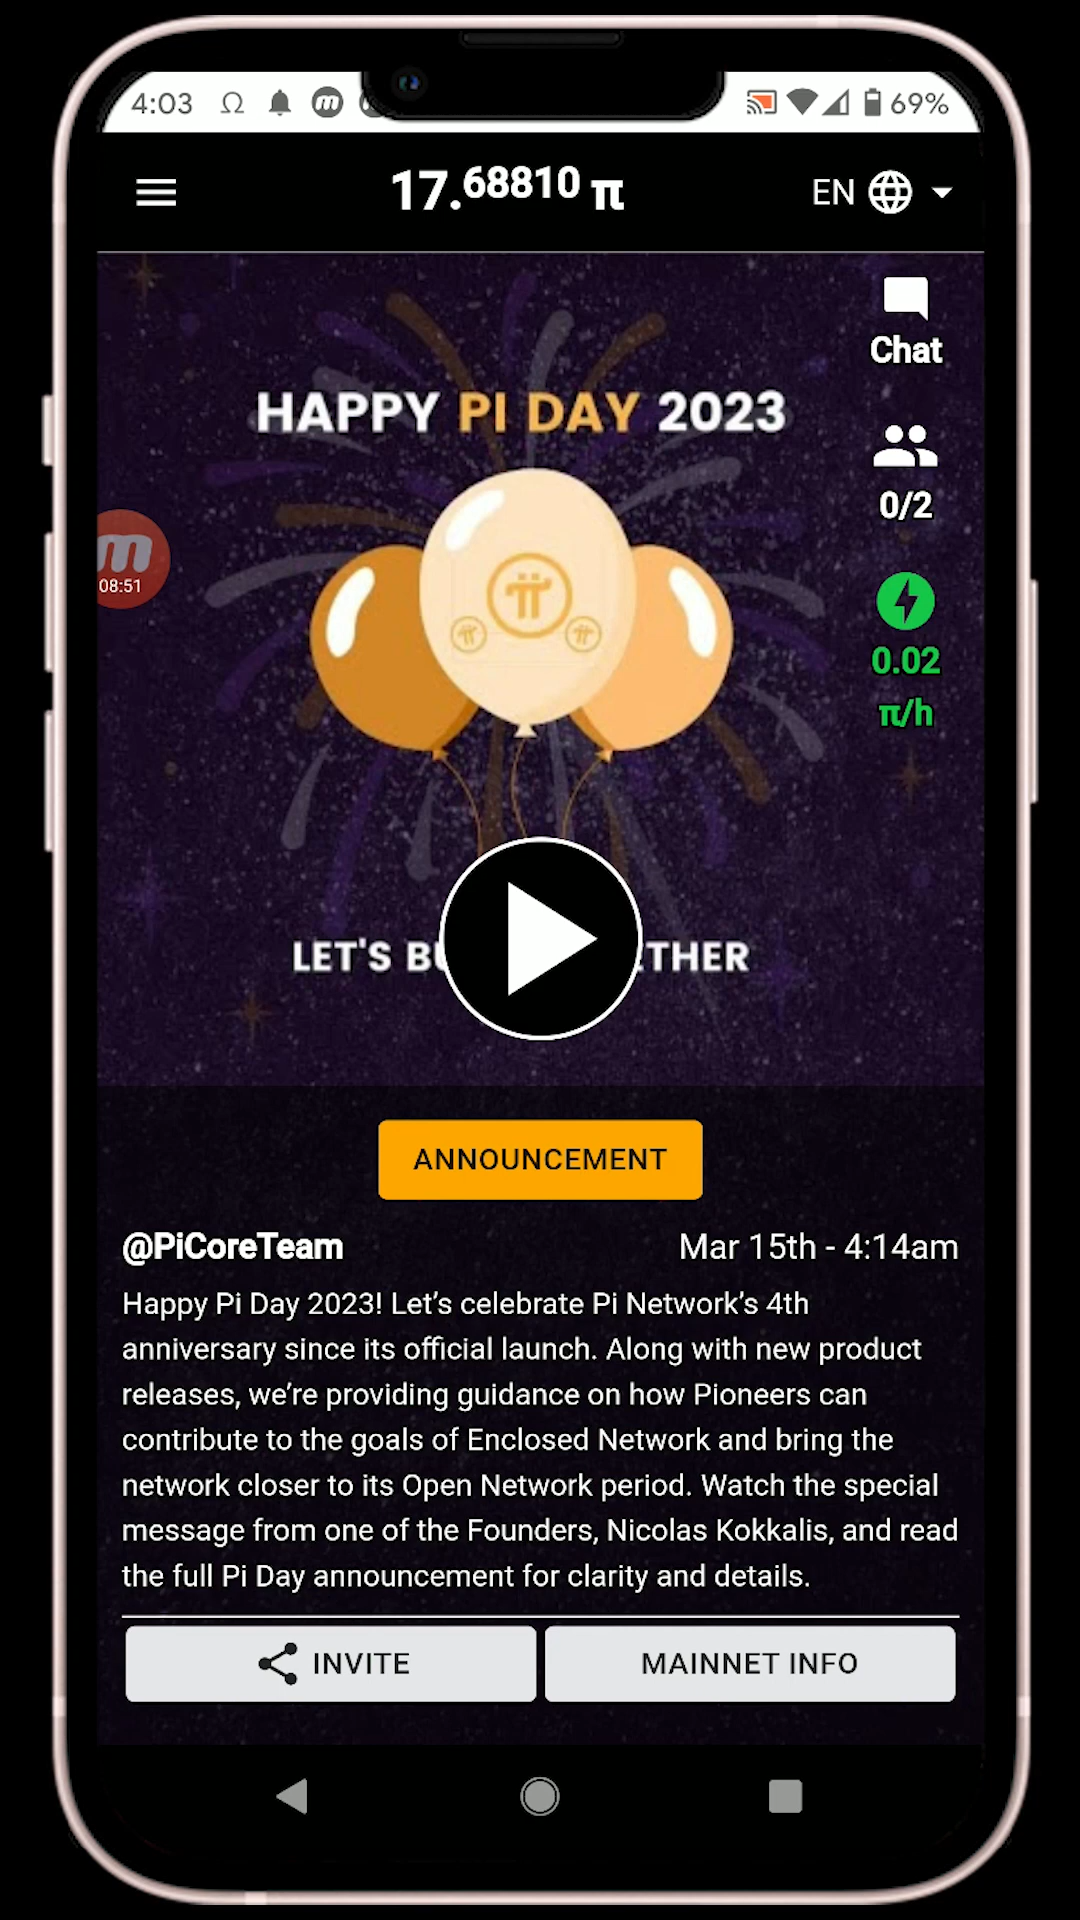 4:03
69%
17.68810 π
EN
Chat
HAPPY PI DAY 2023
0/2
08:51
0.02
π/h
LET'S
ANNOUNCEMENT
@PiCoreTeam
Mar 15th - 4:14am
Happy Pi Day 2023! Let’s celebrate Pi Network’s 4th
anniversary since its official launch. Along with new product
releases, we’re providing guidance on how Pioneers can
contribute to the goals of Enclosed Network and bring the
network closer to its Open Network period. Watch the special
message from one of the Founders, Nicolas Kokkalis, and read
the full Pi Day announcement for clarity and details.
INVITE
MAINNET INFO